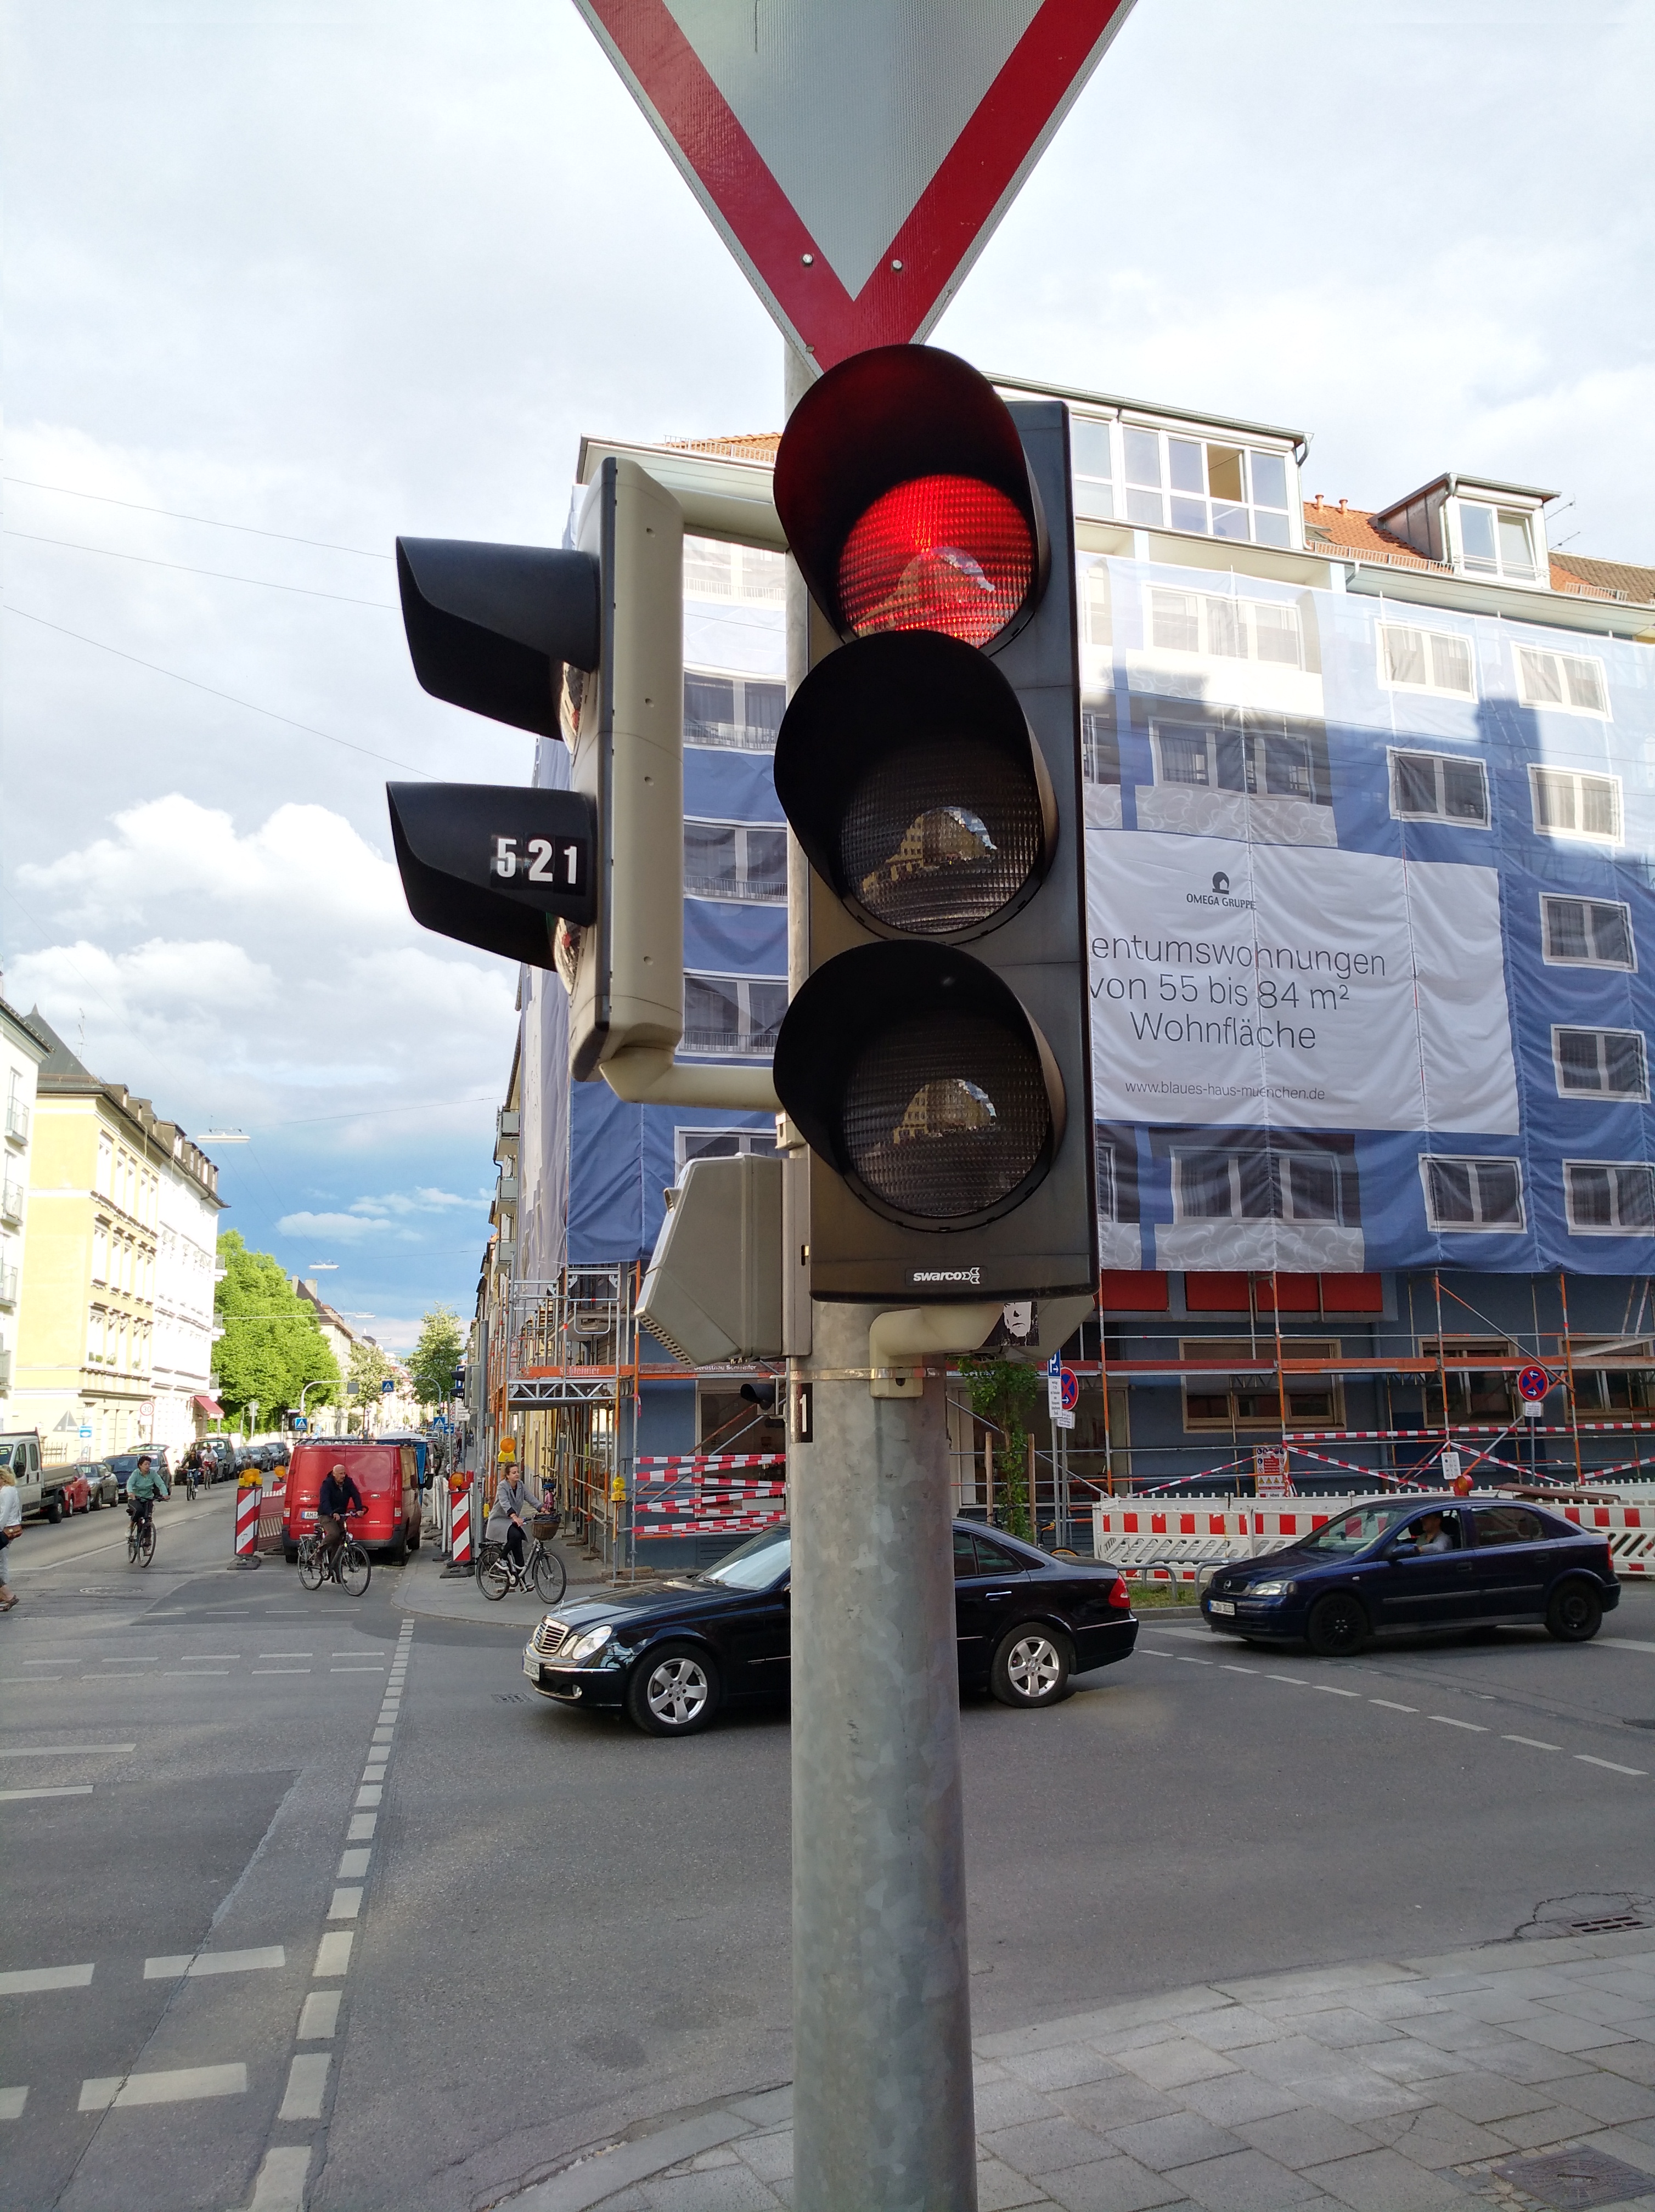 521
OMEGA GRUPPE
entumswohnungen
von 55 bis 84 m²
Wohnfläche
www.blaues-haus-muenchen.de
swarco
1